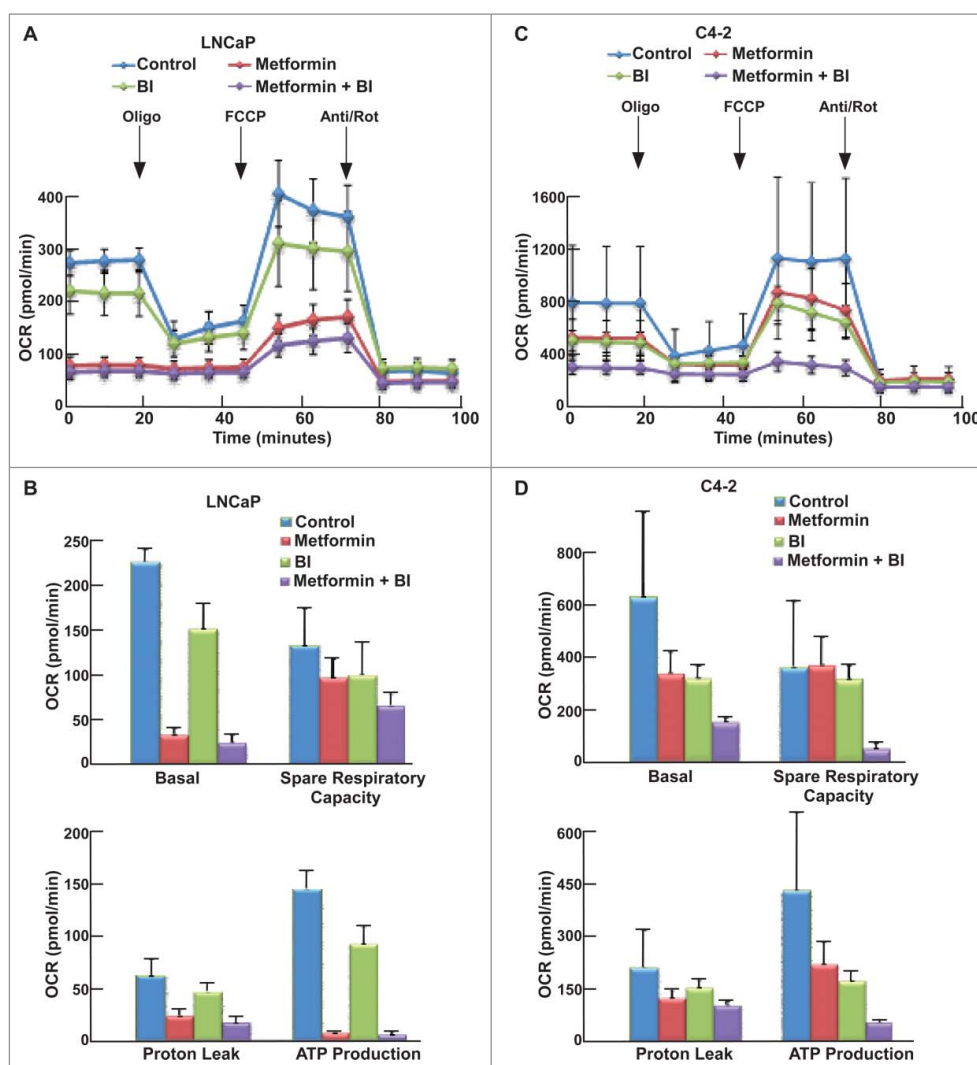 A
LNCaP
Control
Metformin
BI
Metformin + BI
Oligo
FCCP
Anti/Rot
OCR (pmol/min)
400
300
200
100
0
0
20
40
60
80
100
Time (minutes)
C
C4-2
Control
Metformin
BI
Metformin + BI
Oligo
FCCP
Anti/Rot
OCR (pmol/min)
1600
1200
800
400
0
0
20
40
60
80
100
Time (minutes)
B
LNCaP
Control
Metformin
BI
Metformin + BI
OCR (pmol/min)
250
200
150
100
50
0
Basal
Spare Respiratory
Capacity
OCR (pmol/min)
200
150
100
50
0
Proton Leak
ATP Production
D
C4-2
Control
Metformin
BI
Metformin + BI
OCR (pmol/min)
800
600
400
200
0
Basal
Spare Respiratory
Capacity
OCR (pmol/min)
600
450
300
150
0
Proton Leak
ATP Production